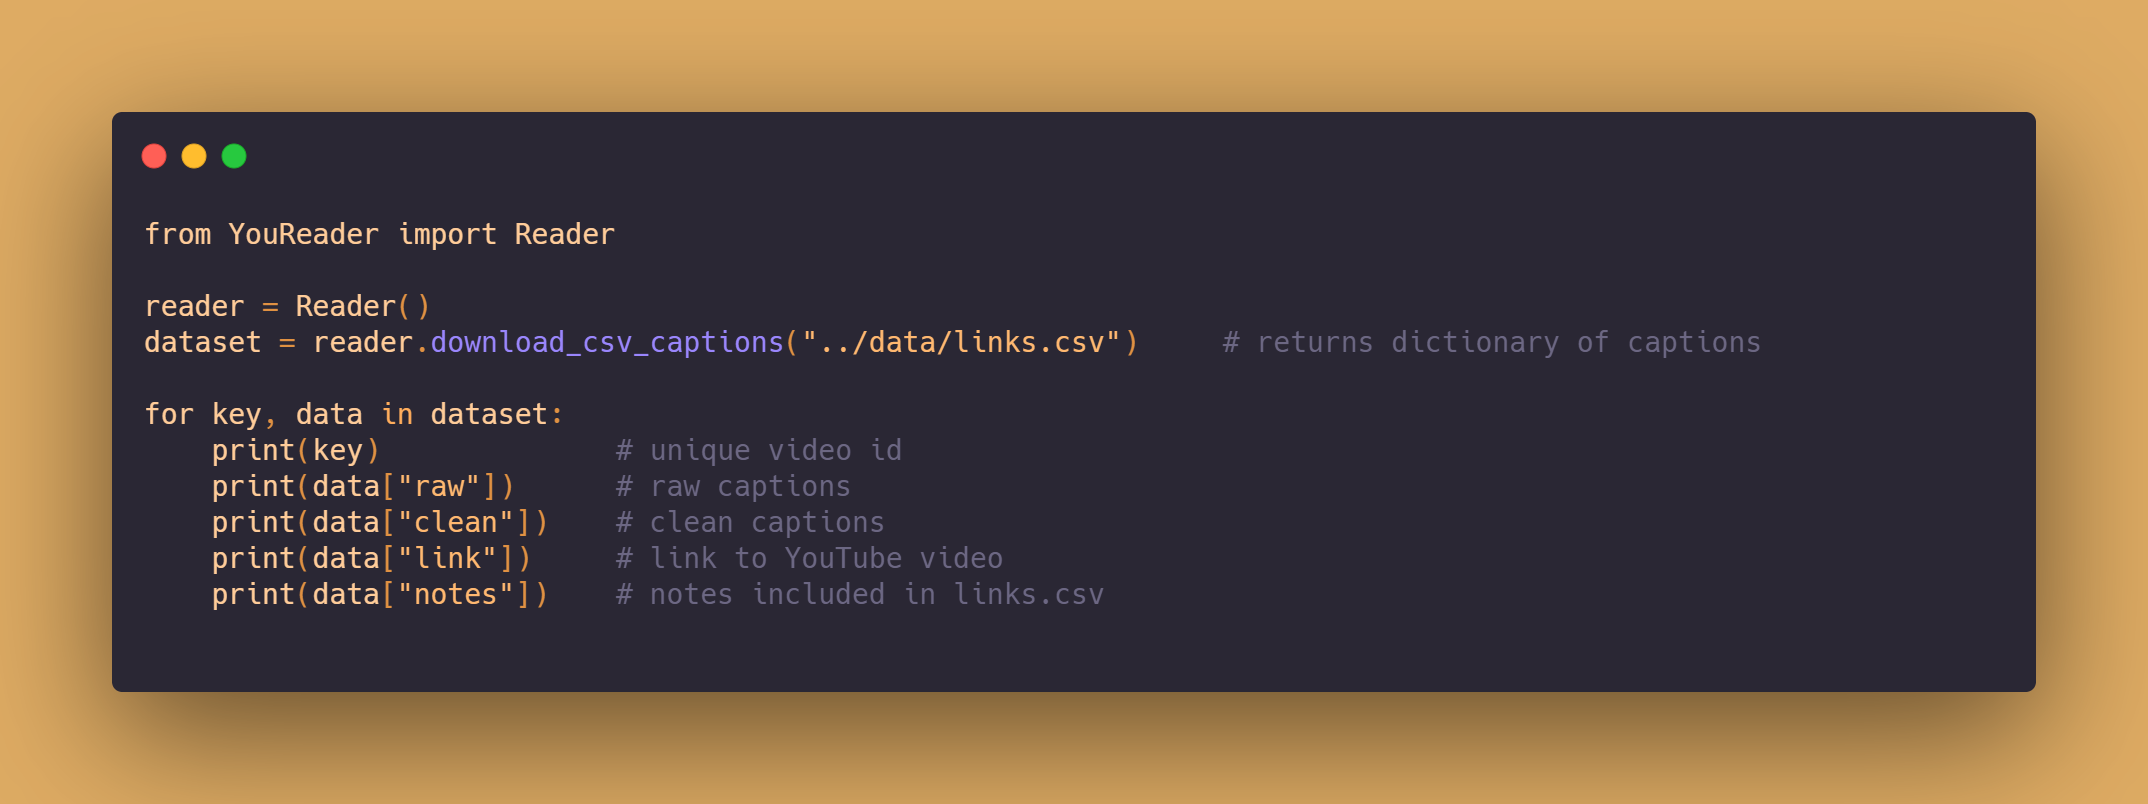 from YouReader import Reader
reader = Reader()
dataset = reader.download_csv_captions("../data/links.csv")     # returns dictionary of captions
for key, data in dataset:
    print(key)              # unique video id
    print(data["raw"])      # raw captions
    print(data["clean"])    # clean captions
    print(data["link"])     # link to YouTube video
    print(data["notes"])    # notes included in links.csv